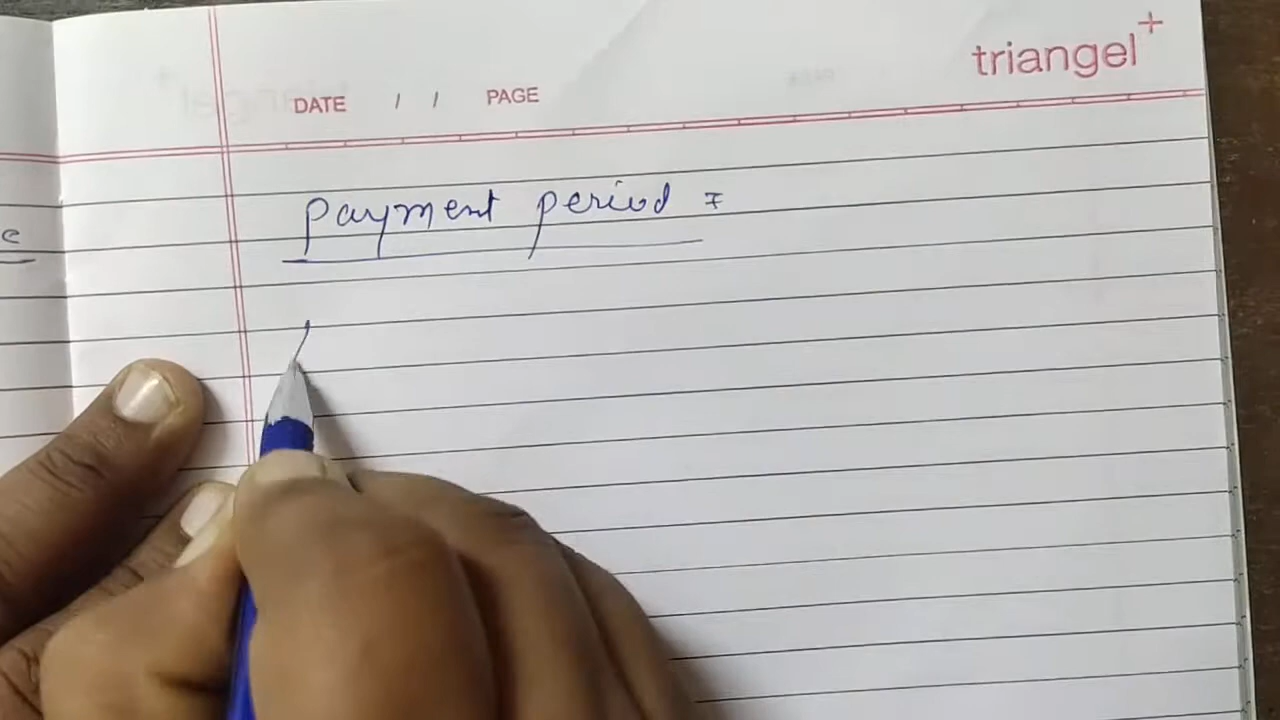 triangel+
DATE / / PAGE
payment period =
e